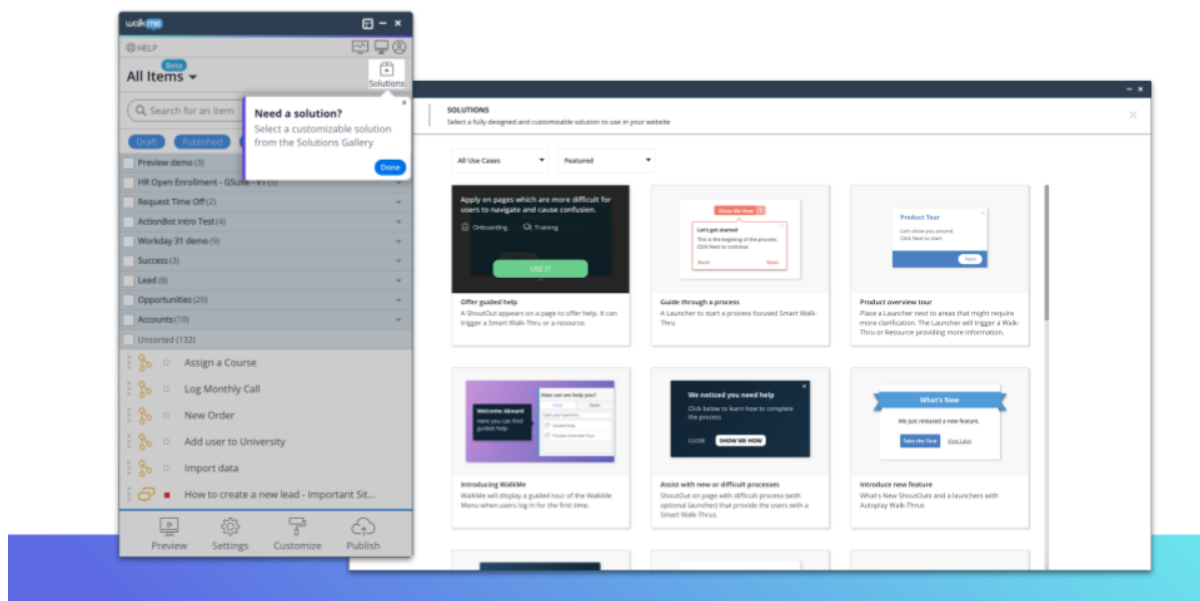 walkme
HELP
Beta
All Items
Solutions
Search for an item
Need a solution?
Select a customizable solution
from the Solutions Gallery
Done
Draft
Published
Preview demo (3)
HR Open Enrollment - GSuite - V1 (5)
Request Time Off (2)
ActionBot Intro Test (4)
Workday 31 demo (9)
Success (3)
Lead (8)
Opportunities (20)
Accounts (10)
Unsorted (132)
Assign a Course
Log Monthly Call
New Order
Add user to University
Import data
How to create a new lead - Important Sit...
Preview
Settings
Customize
Publish
SOLUTIONS
Select a fully designed and customizable solution to use in your website
All Use Cases
Featured
Apply on pages which are more difficult for
users to navigate and cause confusion.
Onboarding
Training
USE IT
Offer guided help
A ShoutOut appears on a page to offer help. It can
trigger a Smart Walk-Thru or a resource.
Show Me How
Let's get started
This is the begining of the process.
Click Next to continue.
Back
Next
Guide through a process
A Launcher to start a process focused Smart Walk-
Thru
Product Tour
Let's show you around.
Click Next to start.
Next
Product overview tour
Place a Launcher next to areas that might require
more clarification. The Launcher will trigger a Walk-
Thru or Resource providing more information.
Welcome Aboard
Here you can find
guided help
How can we help you?
Type your question...
Guided Help
Product Overview Tour
Introducing WalkMe
WalkMe will display a guided tour of the WalkMe
Menu when users log in for the first time.
We noticed you need help
Click below to learn how to complete
the process
CLOSE
SHOW ME HOW
Assist with new or difficult processes
ShoutOut on page with difficult process (with
optional launcher) that provide the users with a
Smart Walk-Thrus.
What's New
We just released a new feature.
Take the Tour
View Later
Introduce new feature
What's New ShoutOuts and a launchers with
Autoplay Walk-Thrus